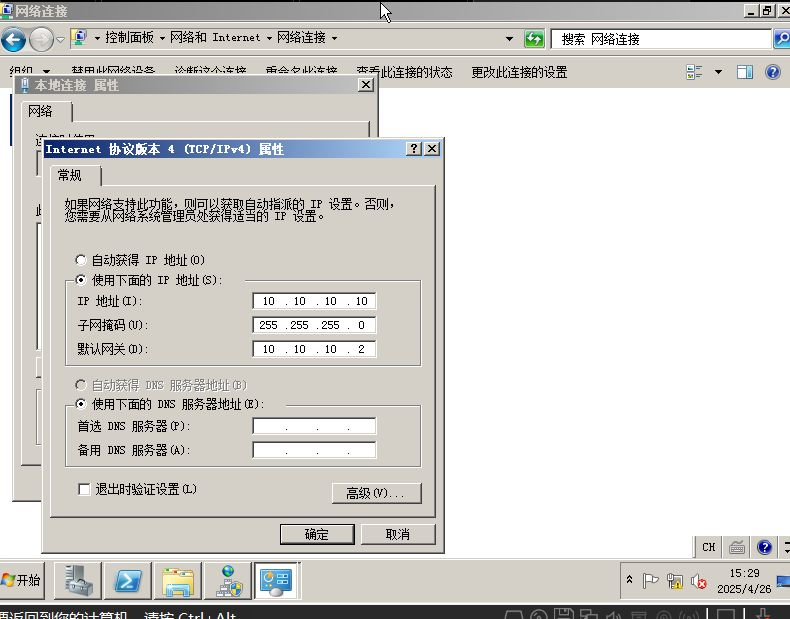 网络连接
控制面板 网络和 Internet 网络连接
搜索 网络连接
组织 禁用此网络设备 诊断这个连接 重命名此连接 查看此连接的状态 更改此连接的设置
本地连接 属性
网络
连接时使用
Internet 协议版本 4 (TCP/IPv4) 属性
常规
如果网络支持此功能，则可以获取自动指派的 IP 设置。否则，
您需要从网络系统管理员处获得适当的 IP 设置。
自动获得 IP 地址(O)
使用下面的 IP 地址(S):
IP 地址(I): 10 . 10 . 10 . 10
子网掩码(U): 255 .255 .255 . 0
默认网关(D): 10 . 10 . 10 . 2
自动获得 DNS 服务器地址(B)
使用下面的 DNS 服务器地址(E):
首选 DNS 服务器(P): . . .
备用 DNS 服务器(A): . . .
退出时验证设置(L)
高级(V)...
确定 取消
CH
开始
15:29
2025/4/26
要返回到你的计算机，请按 Ctrl+Alt